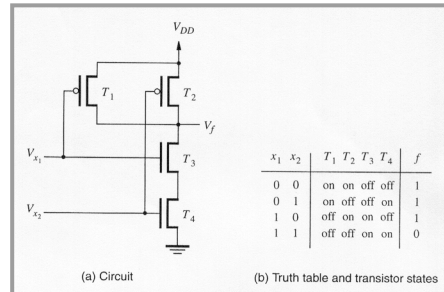 V_DD
T_1
T_2
V_f
V_x1
T_3
V_x2
T_4
x_1 x_2 T_1 T_2 T_3 T_4 f
0 0 on on off off 1
0 1 on off off on 1
1 0 off on on off 1
1 1 off off on on 0
(a) Circuit
(b) Truth table and transistor states